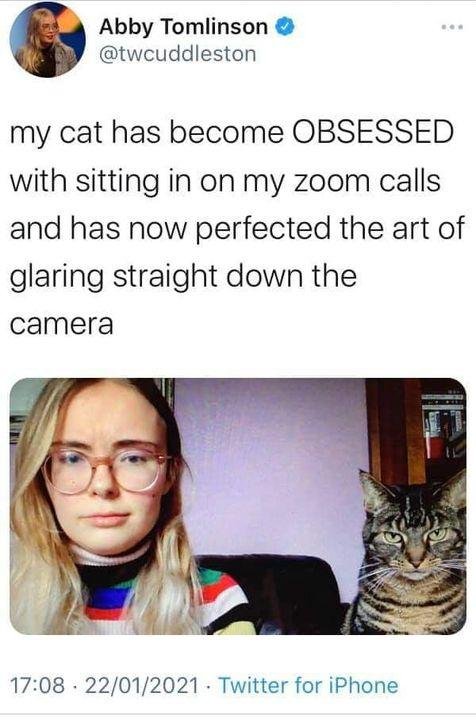 Abby Tomlinson
@twcuddleston
my cat has become OBSESSED
with sitting in on my zoom calls
and has now perfected the art of
glaring straight down the
camera
17:08 · 22/01/2021 · Twitter for iPhone